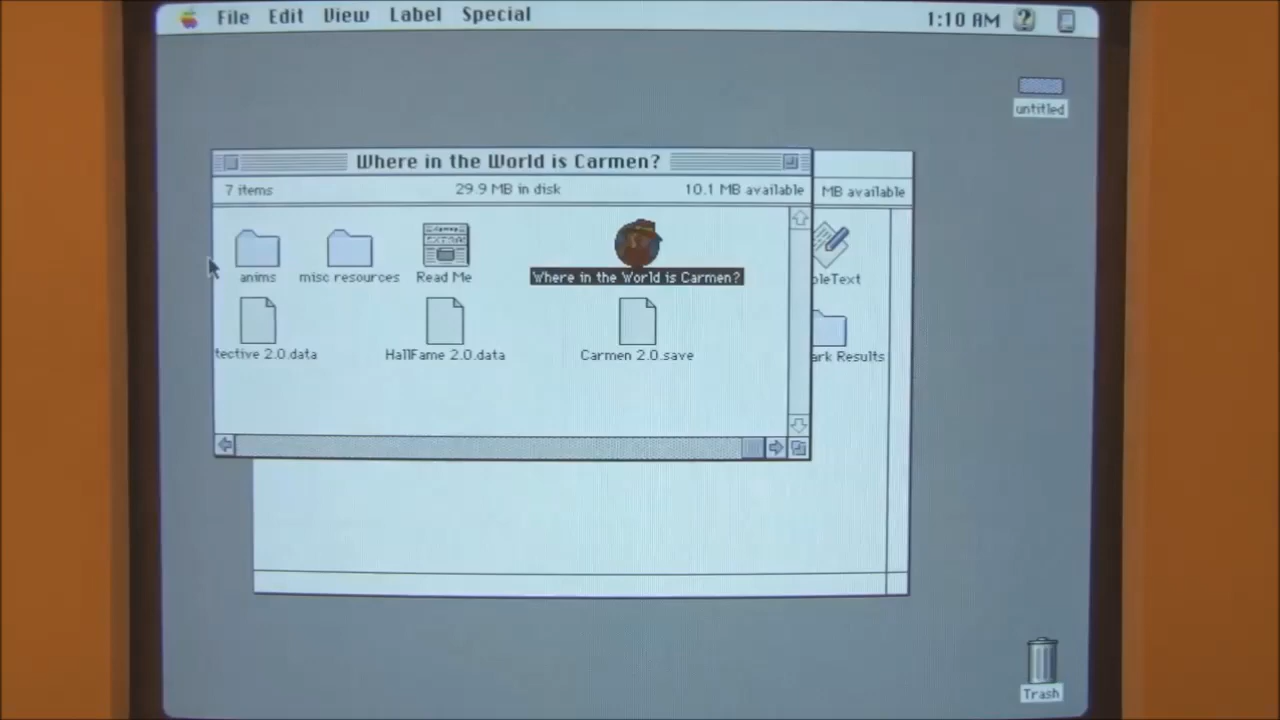 File Edit View Label Special 1:10 AM
untitled
Where in the World is Carmen?
7 items 29.9 MB in disk 10.1 MB available MB available
anims misc resources Read Me Where in the World is Carmen? pleText
tective 2.0.data HallFame 2.0.data Carmen 2.0.save ark Results
Trash